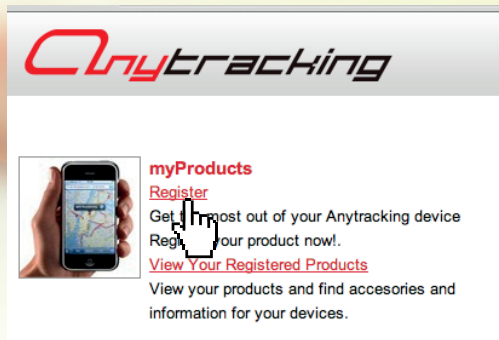 Anytracking
myProducts
Register
Get most out of your Anytracking device
your product now!.
View Your Registered Products
View your products and find accesories and
information for your devices.